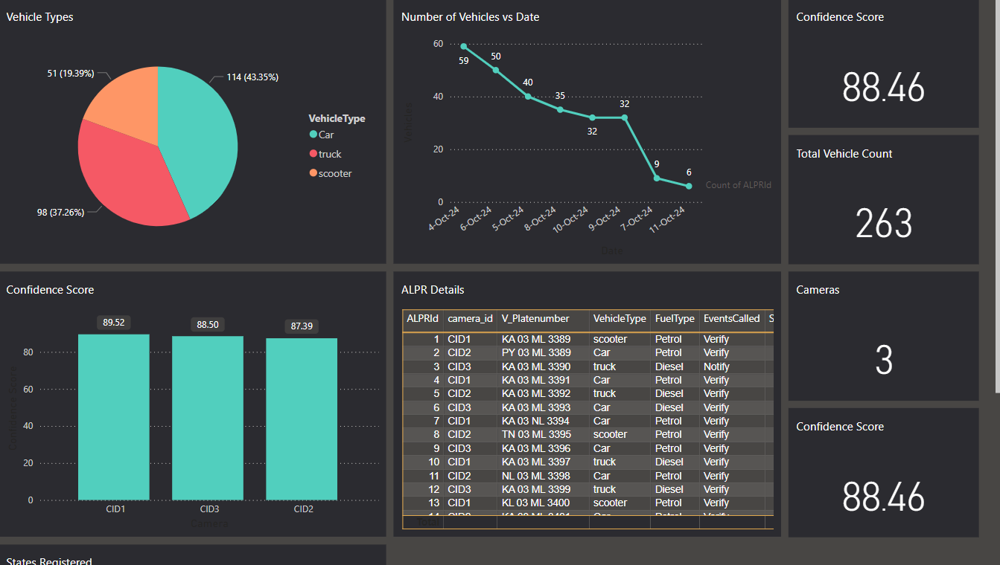 Vehicle Types
51 (19.39%)
114 (43.35%)
98 (37.26%)
VehicleType
Car
truck
scooter
Number of Vehicles vs Date
Vehicles
60
40
20
0
59
50
40
35
32
32
9
6
Count of ALPRId
4-Oct-24
6-Oct-24
5-Oct-24
8-Oct-24
10-Oct-24
9-Oct-24
7-Oct-24
11-Oct-24
Date
Confidence Score
88.46
Total Vehicle Count
263
Confidence Score
Confidence Score
89.52
88.50
87.39
80
60
40
20
0
CID1
CID3
CID2
Camera
ALPR Details
ALPRId camera_id V_Platenumber VehicleType FuelType EventsCalled
1 CID1 KA 03 ML 3389 scooter Petrol Verify
2 CID2 PY 03 ML 3389 Car Petrol Verify
3 CID3 KA 03 ML 3390 truck Diesel Notify
4 CID1 KA 03 ML 3391 Car Petrol Verify
5 CID2 KA 03 ML 3392 truck Diesel Verify
6 CID3 KA 03 ML 3393 Car Diesel Verify
7 CID1 KA 03 NL 3394 Car Petrol Verify
8 CID2 TN 03 ML 3395 scooter Petrol Verify
9 CID3 KA 03 ML 3396 Car Petrol Verify
10 CID1 KA 03 ML 3397 truck Diesel Verify
11 CID2 NL 03 ML 3398 Car Petrol Verify
12 CID3 KA 03 ML 3399 truck Diesel Verify
13 CID1 KL 03 ML 3400 scooter Petrol Verify
Total
Cameras
3
Confidence Score
88.46
States Registered